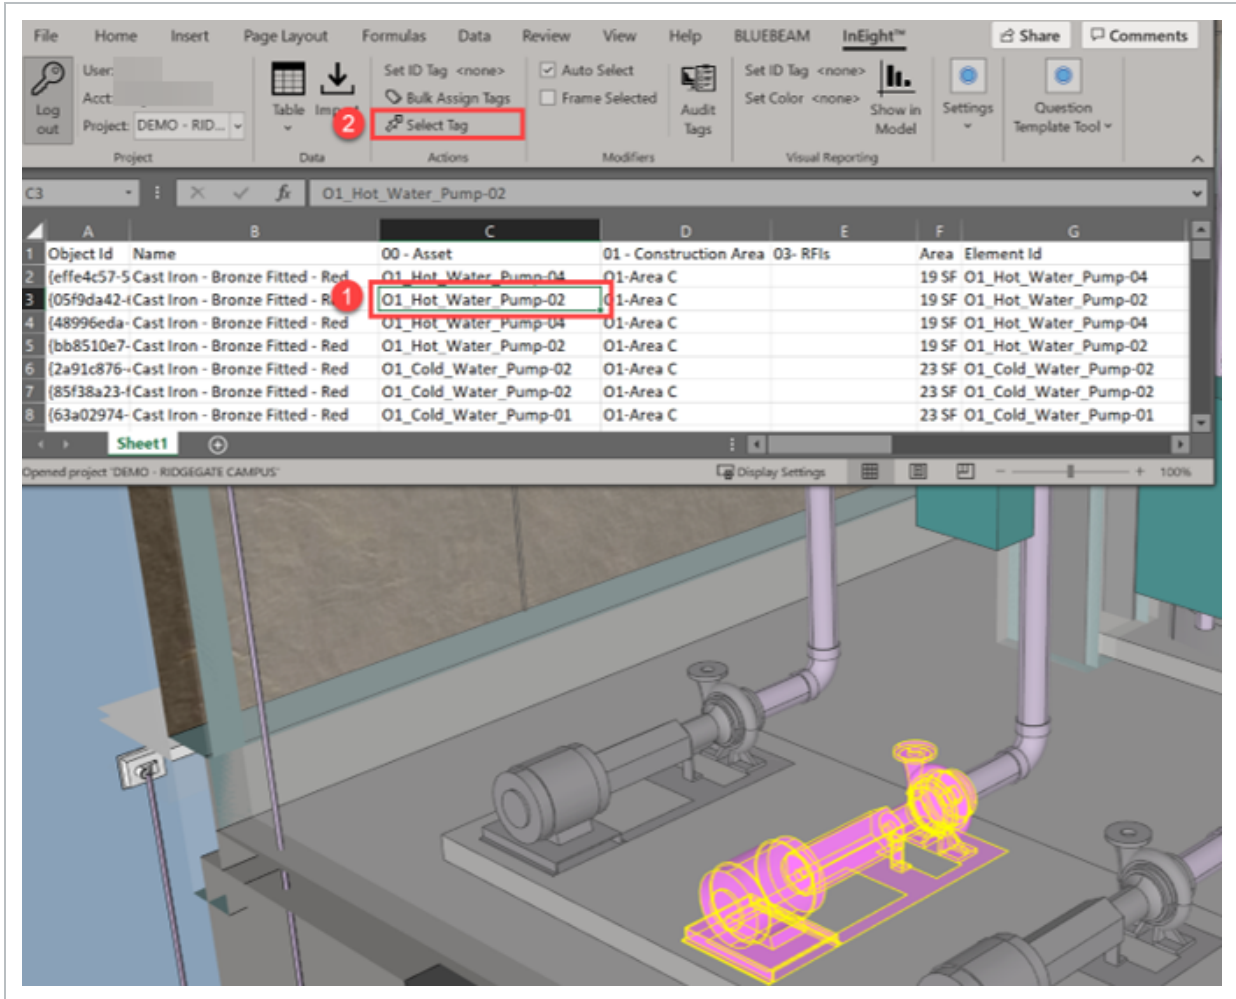 File Home Insert Page Layout Formulas Data Review View Help BLUEBEAM InEight™ Share Comments
User: Set ID Tag <none> Auto Select Set ID Tag <none>
Acct: Bulk Assign Tags Frame Selected Set Color <none>
Log out Project: DEMO - RID... Table 2 Select Tag Audit Tags Show in Model Settings Question Template Tool
Project Data Actions Modifiers Visual Reporting
C3 fx O1_Hot_Water_Pump-02
A B C D E F G
1 Object Id Name 00 - Asset 01 - Construction Area 03- RFIs Area Element Id
2 {effe4c57-5 Cast Iron - Bronze Fitted - Red O1_Hot_Water_Pump-04 O1-Area C 19 SF O1_Hot_Water_Pump-04
3 {05f9da42- Cast Iron - Bronze Fitted - 1 O1_Hot_Water_Pump-02 O1-Area C 19 SF O1_Hot_Water_Pump-02
4 {48996eda- Cast Iron - Bronze Fitted - Red O1_Hot_Water_Pump-04 O1-Area C 19 SF O1_Hot_Water_Pump-04
5 {bb8510e7- Cast Iron - Bronze Fitted - Red O1_Hot_Water_Pump-02 O1-Area C 19 SF O1_Hot_Water_Pump-02
6 {2a91c876- Cast Iron - Bronze Fitted - Red O1_Cold_Water_Pump-02 O1-Area C 23 SF O1_Cold_Water_Pump-02
7 {85f38a23-f Cast Iron - Bronze Fitted - Red O1_Cold_Water_Pump-02 O1-Area C 23 SF O1_Cold_Water_Pump-02
8 {63a02974- Cast Iron - Bronze Fitted - Red O1_Cold_Water_Pump-01 O1-Area C 23 SF O1_Cold_Water_Pump-01
Sheet1
Opened project 'DEMO - RIDGEGATE CAMPUS' Display Settings 100%